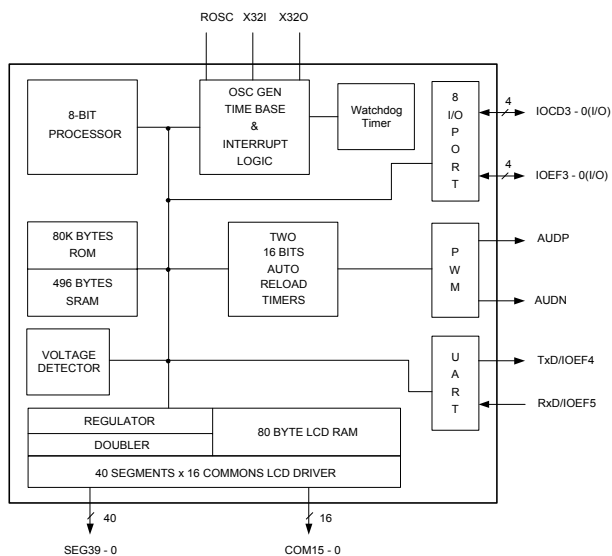 ROSC X32I X32O
8-BIT
PROCESSOR
OSC GEN
TIME BASE
&
INTERRUPT
LOGIC
Watchdog
Timer
8
I/O
P
O
R
T
4
IOCD3 - 0(I/O)
4
IOEF3 - 0(I/O)
80K BYTES
ROM
496 BYTES
SRAM
TWO
16 BITS
AUTO
RELOAD
TIMERS
P
W
M
AUDP
AUDN
VOLTAGE
DETECTOR
U
A
R
T
TxD/IOEF4
RxD/IOEF5
REGULATOR
DOUBLER
80 BYTE LCD RAM
40 SEGMENTS x 16 COMMONS LCD DRIVER
40
16
SEG39 - 0
COM15 - 0